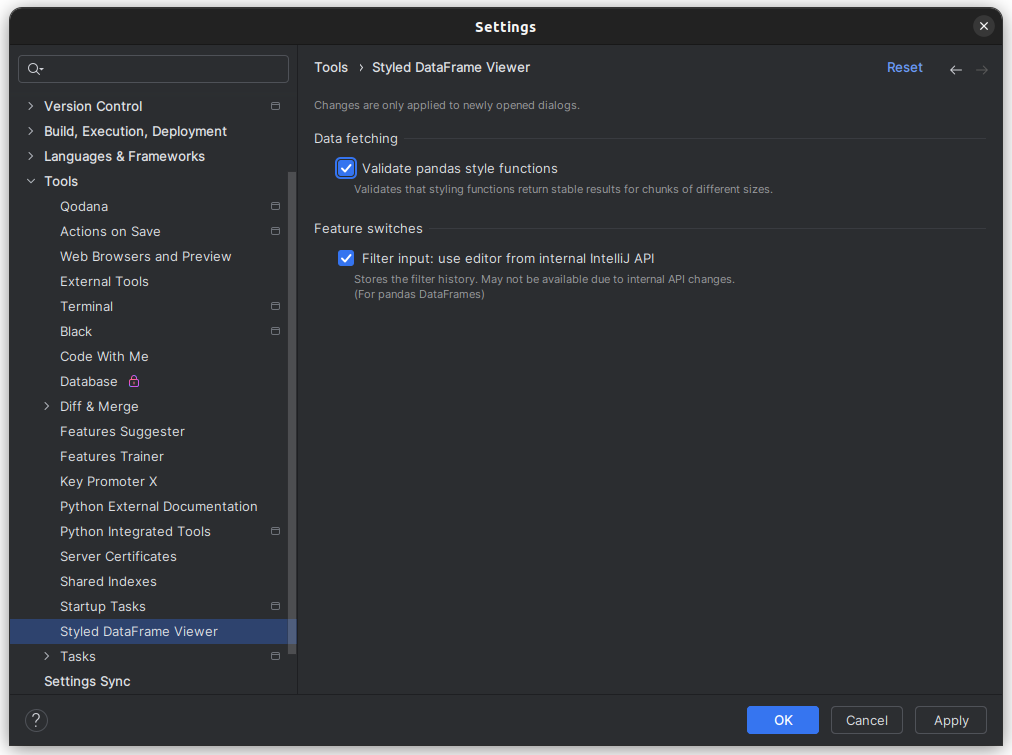 Settings
Tools › Styled DataFrame Viewer
Reset
Version Control
Build, Execution, Deployment
Languages & Frameworks
Tools
Qodana
Actions on Save
Web Browsers and Preview
External Tools
Terminal
Black
Code With Me
Database
Diff & Merge
Features Suggester
Features Trainer
Key Promoter X
Python External Documentation
Python Integrated Tools
Server Certificates
Shared Indexes
Startup Tasks
Styled DataFrame Viewer
Tasks
Settings Sync
Changes are only applied to newly opened dialogs.
Data fetching
Validate pandas style functions
Validates that styling functions return stable results for chunks of different sizes.
Feature switches
Filter input: use editor from internal IntelliJ API
Stores the filter history. May not be available due to internal API changes.
(For pandas DataFrames)
?
OK
Cancel
Apply